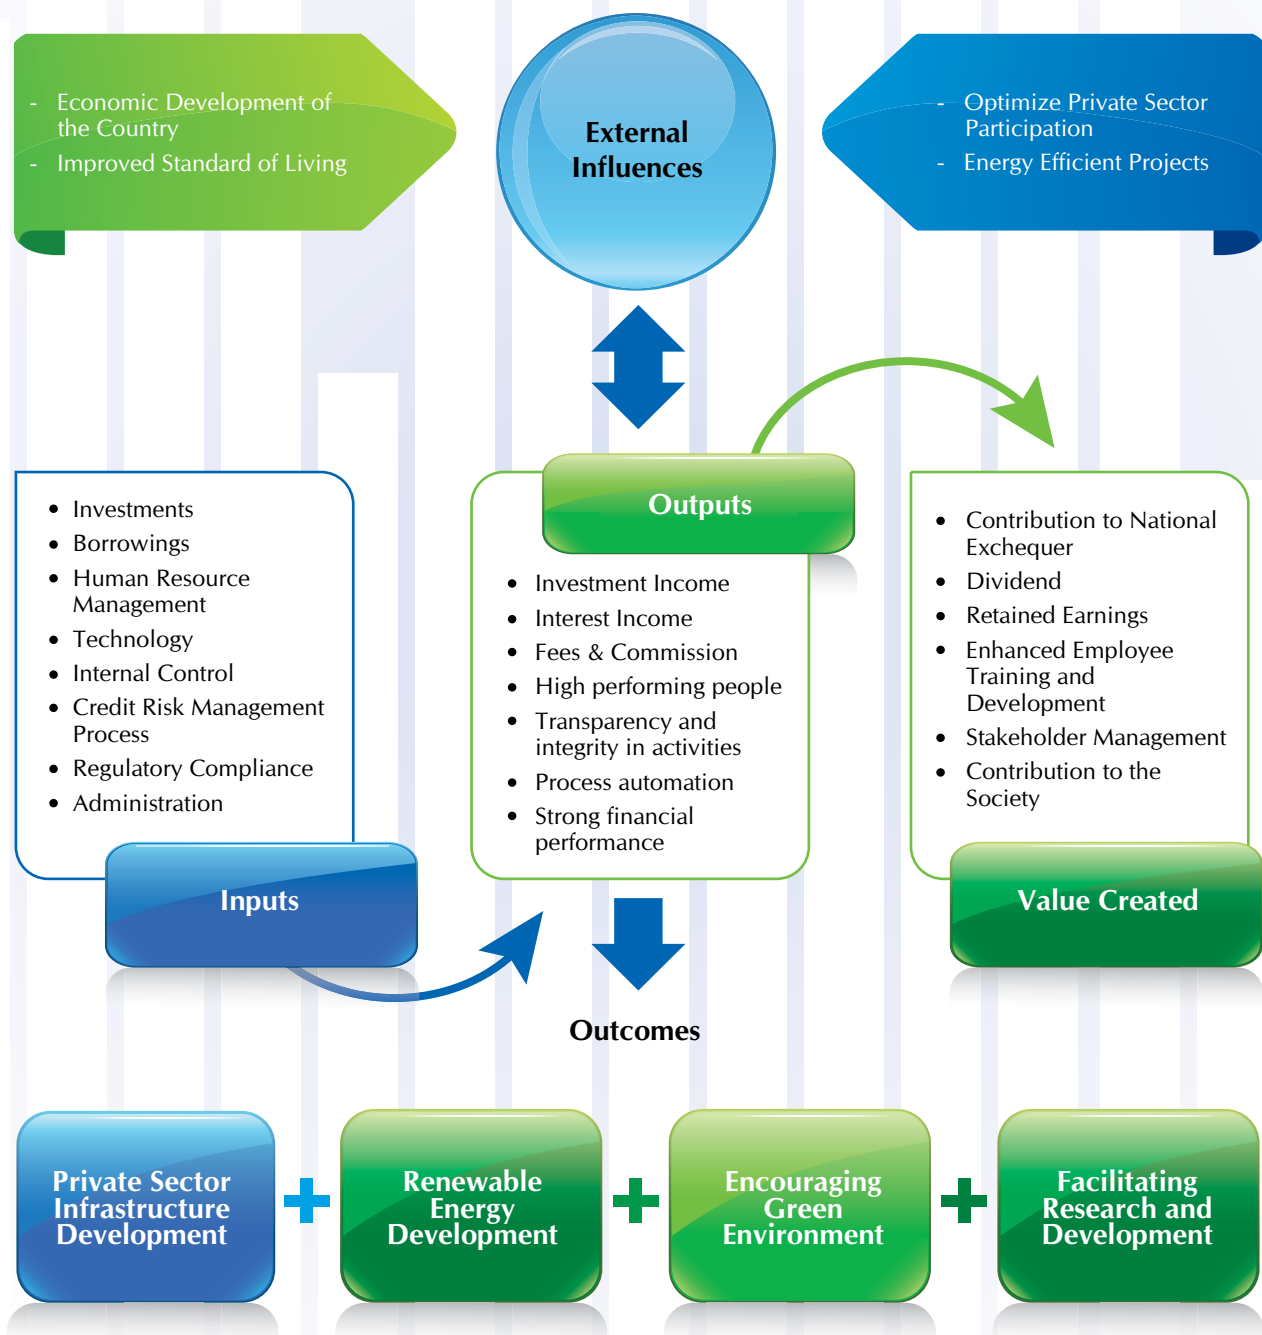 - Economic Development of
the Country
- Improved Standard of Living
External
Influences
- Optimize Private Sector
Participation
- Energy Efficient Projects
• Investments
• Borrowings
• Human Resource
Management
• Technology
• Internal Control
• Credit Risk Management
Process
• Regulatory Compliance
• Administration
Inputs
Outputs
• Investment Income
• Interest Income
• Fees & Commission
• High performing people
• Transparency and
integrity in activities
• Process automation
• Strong financial
performance
• Contribution to National
Exchequer
• Dividend
• Retained Earnings
• Enhanced Employee
Training and
Development
• Stakeholder Management
• Contribution to the
Society
Value Created
Outcomes
Private Sector
Infrastructure
Development
Renewable
Energy
Development
Encouraging
Green
Environment
Facilitating
Research and
Development